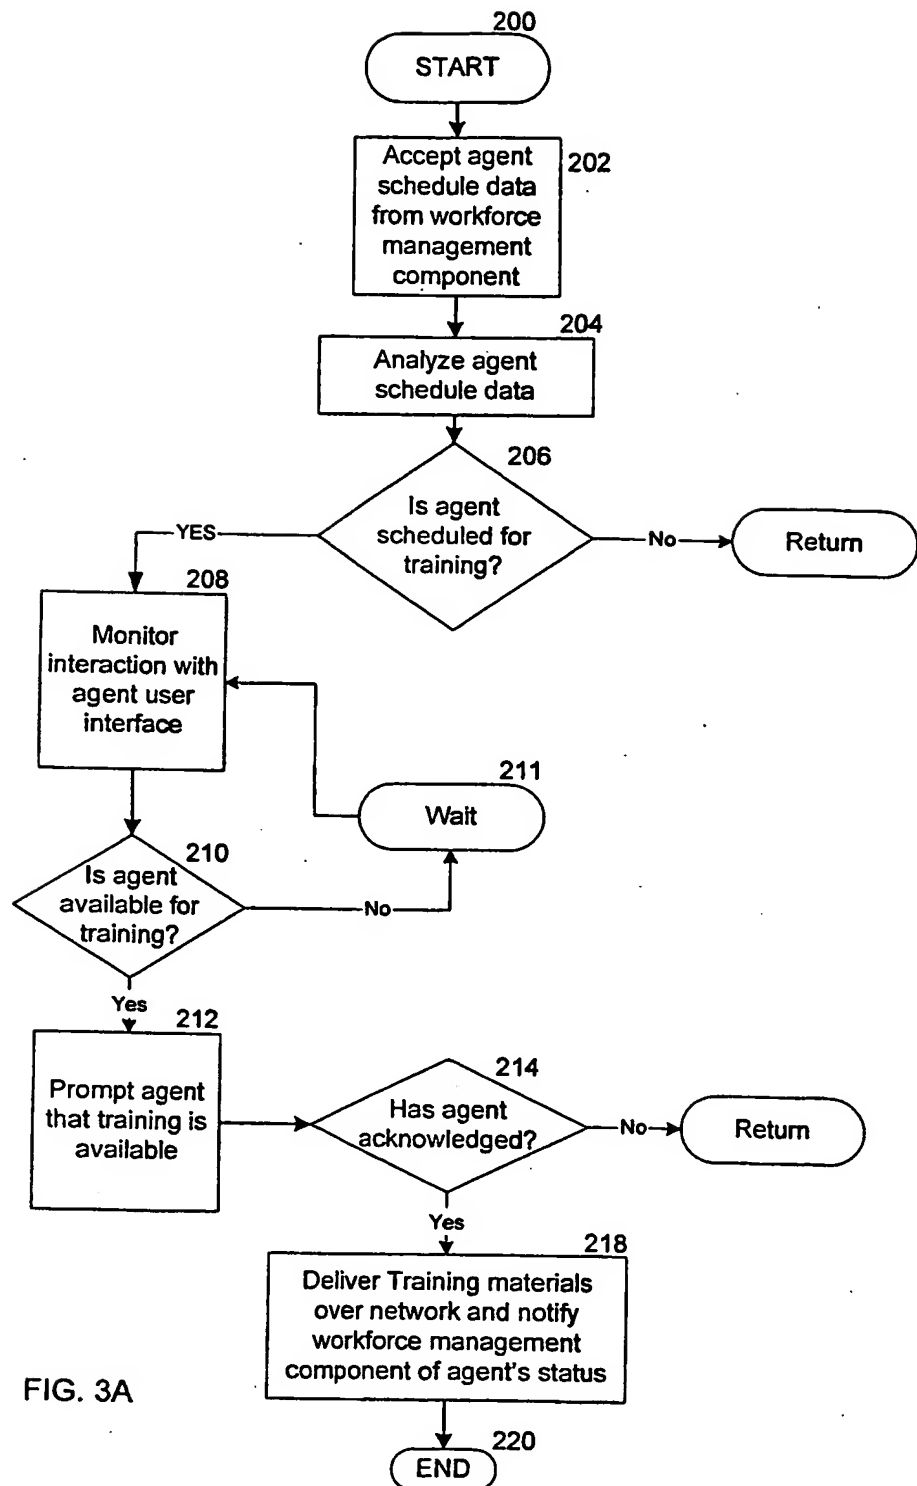 200
START
202
Accept agent
schedule data
from workforce
management
component
204
Analyze agent
schedule data
206
Is agent
scheduled for
training?
YES
No
Return
208
Monitor
interaction with
agent user
interface
211
Wait
210
Is agent
available for
training?
No
Yes
212
Prompt agent
that training is
available
214
Has agent
acknowledged?
No
Return
Yes
218
Deliver Training materials
over network and notify
workforce management
component of agent's status
FIG. 3A
220
END